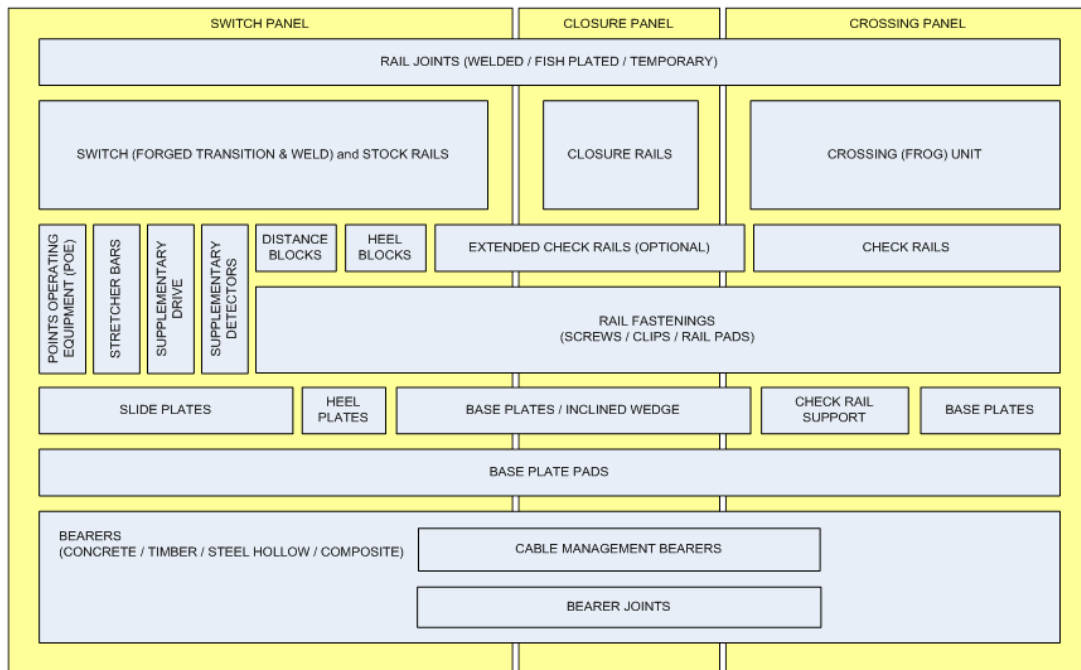 SWITCH PANEL
CLOSURE PANEL
CROSSING PANEL
RAIL JOINTS (WELDED / FISH PLATED / TEMPORARY)
SWITCH (FORGED TRANSITION & WELD) and STOCK RAILS
CLOSURE RAILS
CROSSING (FROG) UNIT
POINTS OPERATING
EQUIPMENT (POE)
STRETCHER BARS
SUPPLEMENTARY
DRIVE
SUPPLEMENTARY
DETECTORS
DISTANCE
BLOCKS
HEEL
BLOCKS
EXTENDED CHECK RAILS (OPTIONAL)
CHECK RAILS
RAIL FASTENINGS
(SCREWS / CLIPS / RAIL PADS)
SLIDE PLATES
HEEL
PLATES
BASE PLATES / INCLINED WEDGE
CHECK RAIL
SUPPORT
BASE PLATES
BASE PLATE PADS
BEARERS
(CONCRETE / TIMBER / STEEL HOLLOW / COMPOSITE)
CABLE MANAGEMENT BEARERS
BEARER JOINTS